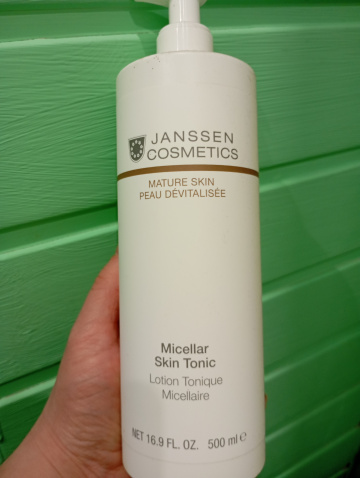 JANSSEN
COSMETICS
MATURE SKIN
PEAU DÉVITALISÉE
Micellar
Skin Tonic
Lotion Tonique
Micellaire
NET 16.9 FL. OZ. 500 ml ℮